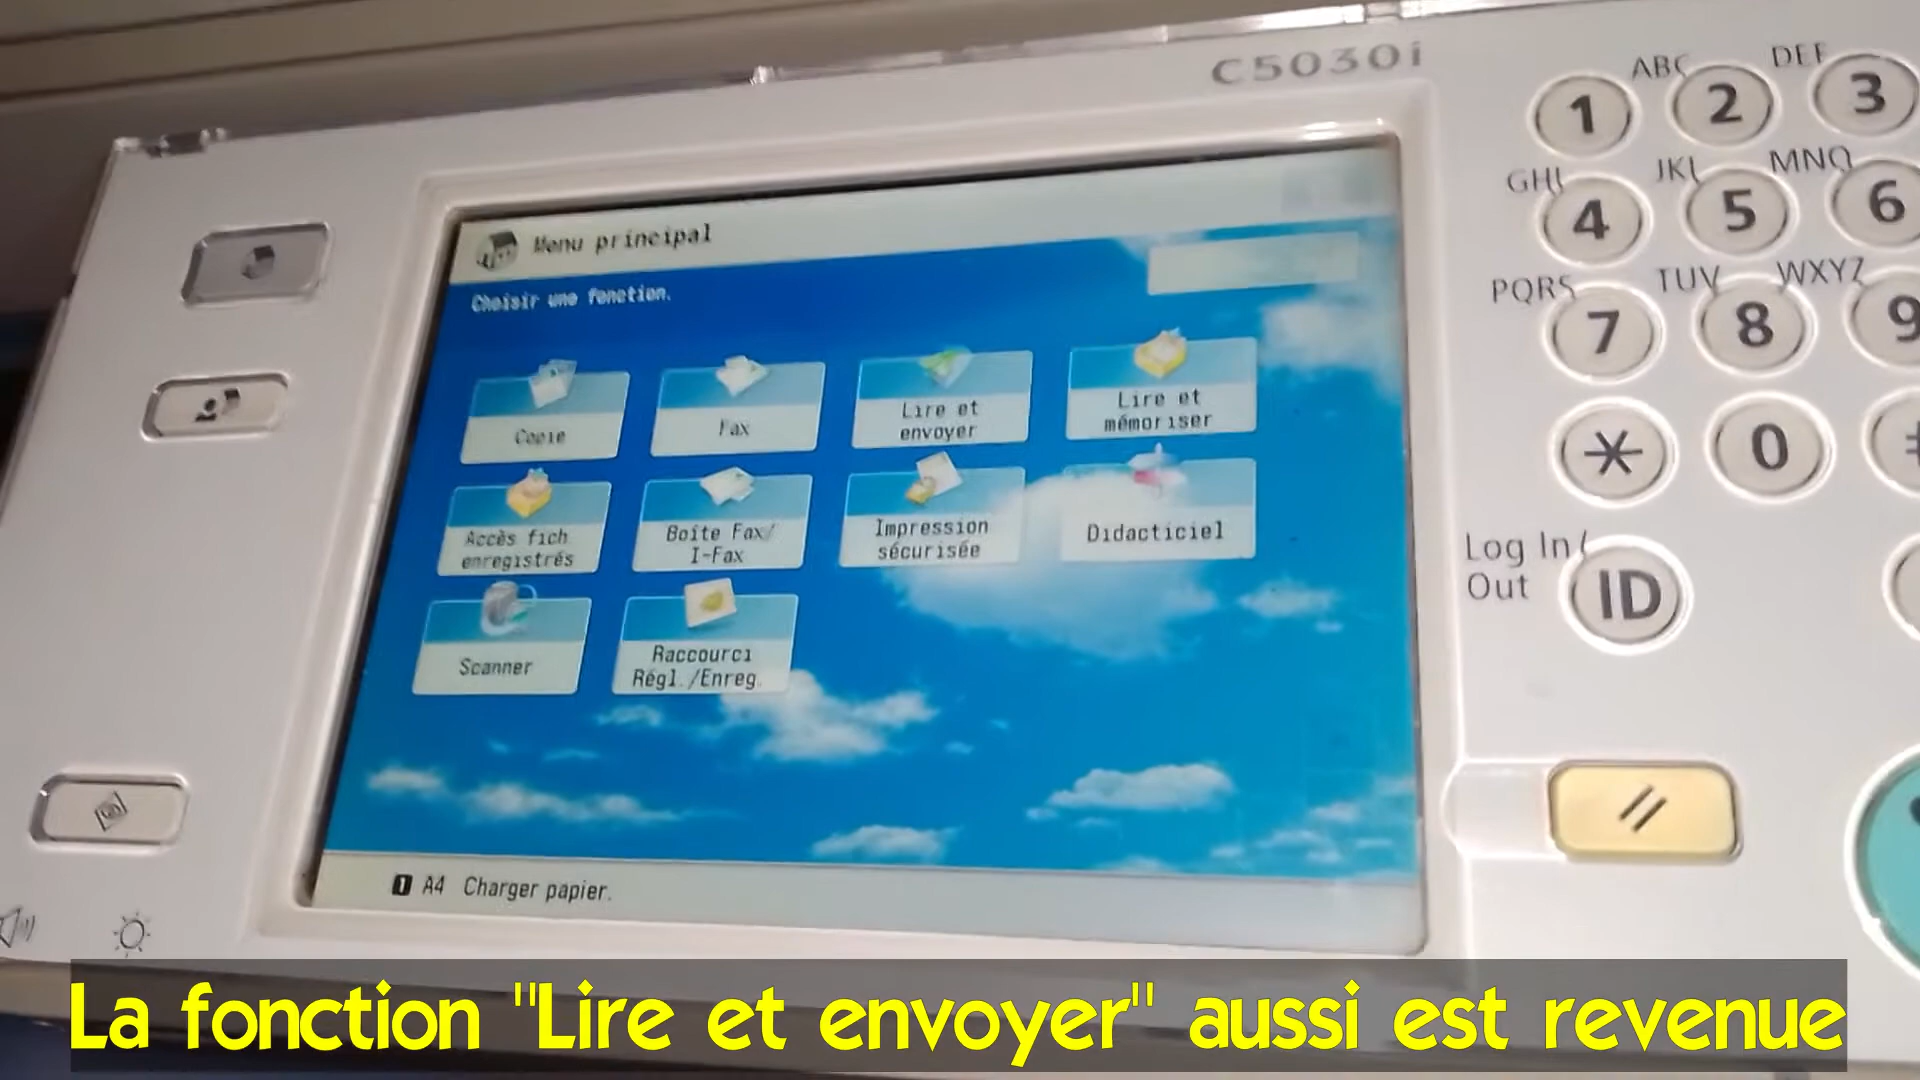 C5030i
Menu principal
Choisir une fonction.
Copie
Fax
Lire et
envoyer
Lire et
mémoriser
Accès fich
enregistrés
Boîte Fax/
I-Fax
Impression
sécurisée
Didacticiel
Scanner
Raccourci
Régl./Enreg.
1 A4 Charger papier.
ABC
DEF
1
2
3
GHI
JKL
MNO
4
5
6
PQRS
TUV
WXYZ
7
8
9
*
0
Log In/
Out
ID
La fonction "Lire et envoyer" aussi est revenue